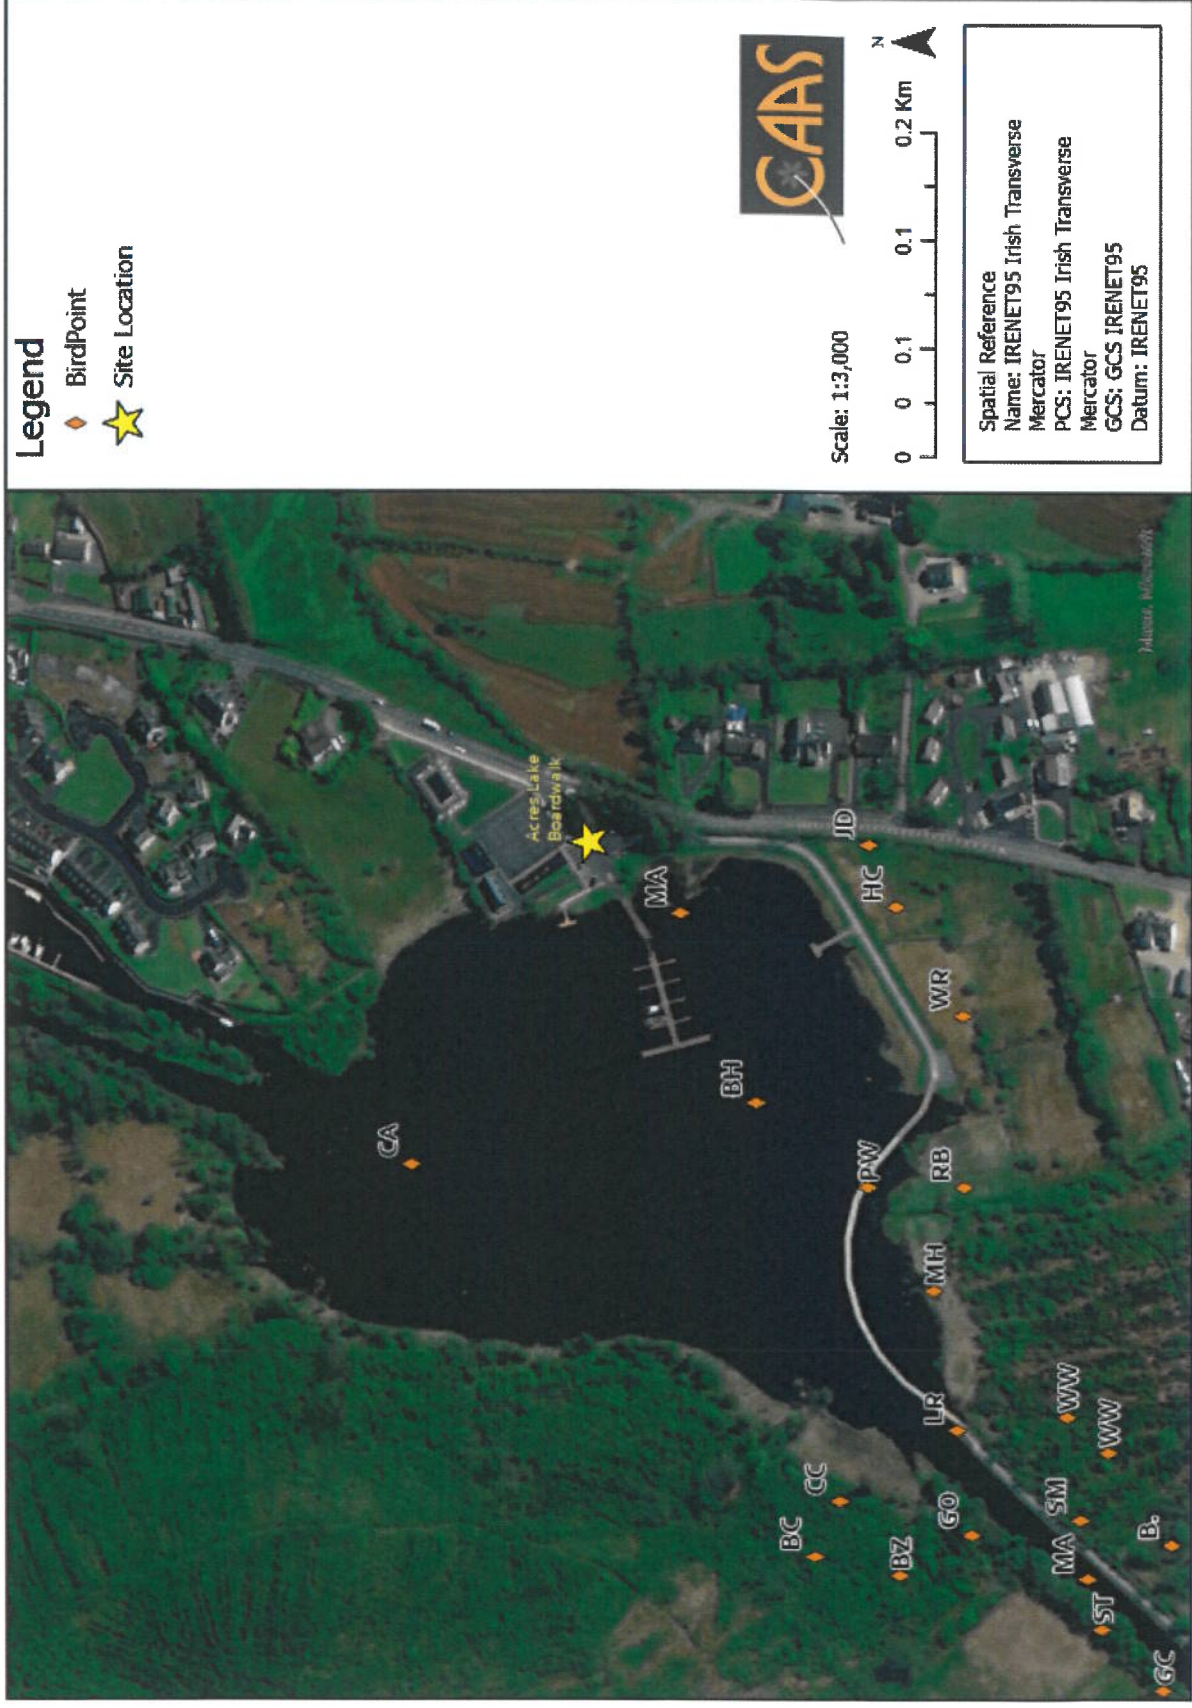 Legend
BirdPoint
Site Location
CAAS
N
Scale: 1:3,000
0 0 0.1 0.1 0.2 Km
Spatial Reference
Name: IRENET95 Irish Transverse
Mercator
PCS: IRENET95 Irish Transverse
Mercator
GCS: GCS IRENET95
Datum: IRENET95
Acres Lake
Boardwalk
CA
MA
BH
JD
HC
WR
PW
RB
MH
LR
WW
WW
CC
BC
GO
BZ
SM
MA
B.
ST
GC
Maxar, Microsoft